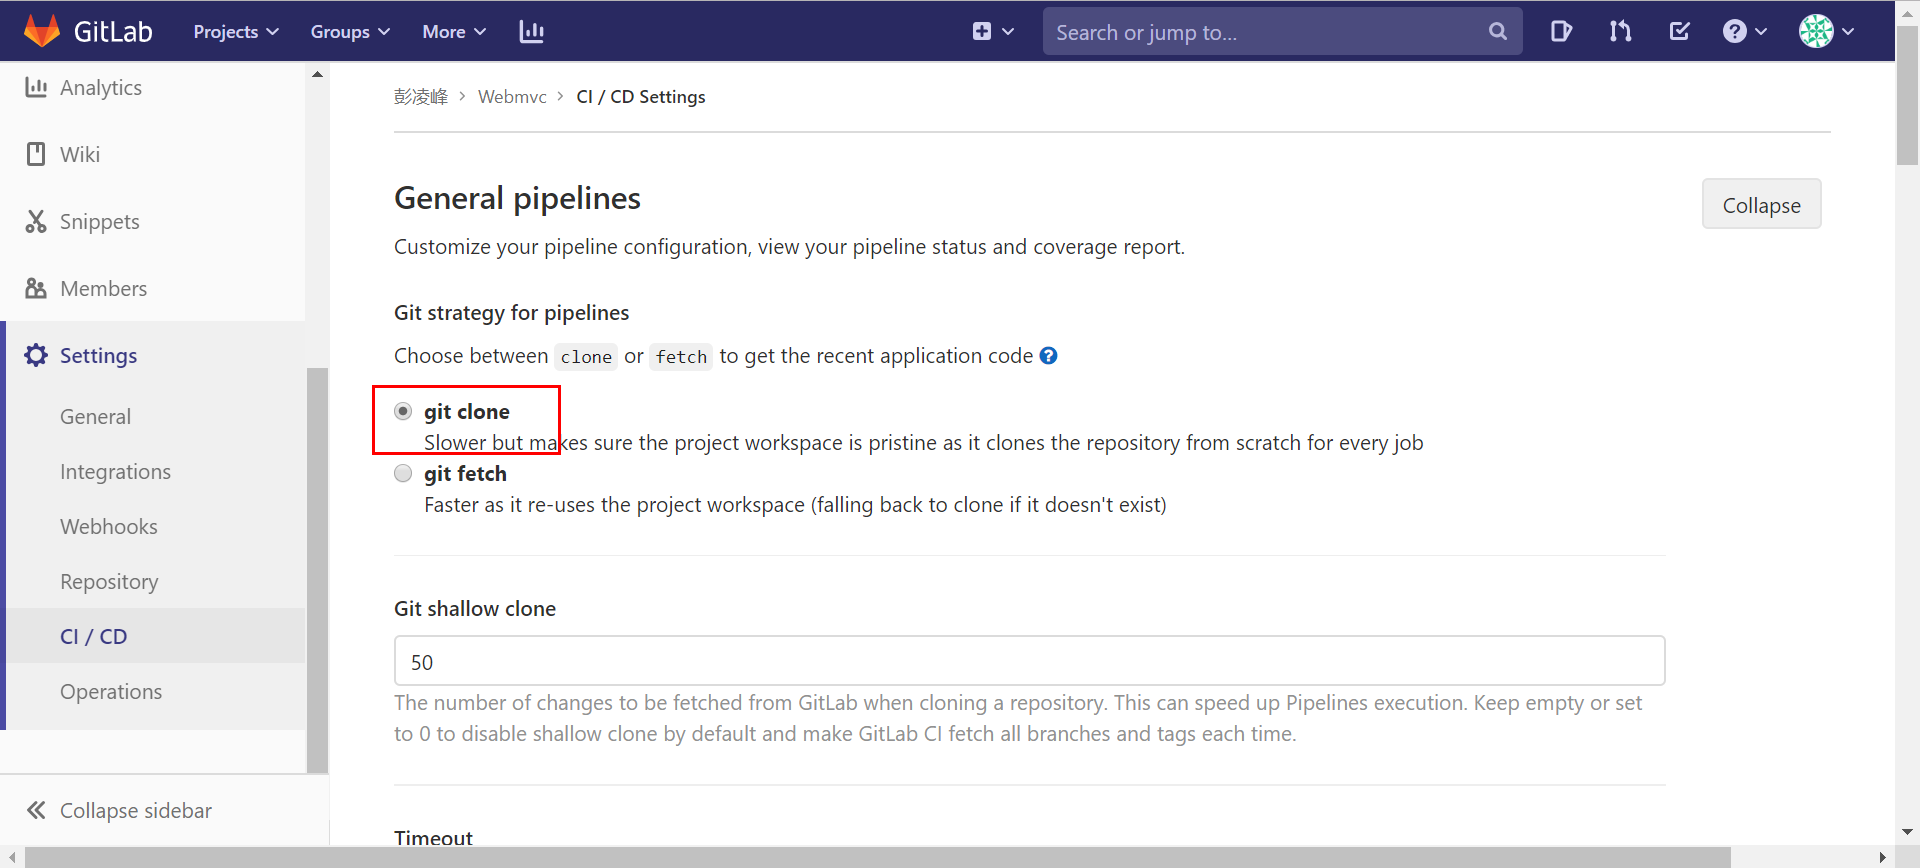 GitLab Projects Groups More Search or jump to...
Analytics
Wiki
Snippets
Members
Settings
General
Integrations
Webhooks
Repository
CI / CD
Operations
Collapse sidebar
彭凌峰 > Webmvc > CI / CD Settings
General pipelines
Collapse
Customize your pipeline configuration, view your pipeline status and coverage report.
Git strategy for pipelines
Choose between clone or fetch to get the recent application code
git clone
Slower but makes sure the project workspace is pristine as it clones the repository from scratch for every job
git fetch
Faster as it re-uses the project workspace (falling back to clone if it doesn't exist)
Git shallow clone
50
The number of changes to be fetched from GitLab when cloning a repository. This can speed up Pipelines execution. Keep empty or set
to 0 to disable shallow clone by default and make GitLab CI fetch all branches and tags each time.
Timeout